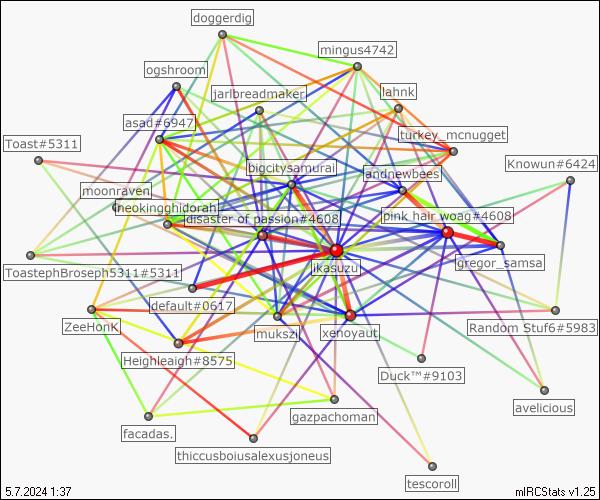 doggerdig
mingus4742
ogshroom
jarlbreadmaker
lahnk
asad#6947
turkey_mcnugget
Toast#5311
Knowun#6424
bigcitysamurai
andnewbees
moonraven
neokingghidorah
disaster of passion#4608
pink hair woag#4608
gregor_samsa
ikasuzu
ToastephBroseph5311#5311
default#0617
ZeeHonK
mukszi
xenoyaut
Random Stuf6#5983
Heighleaigh#8575
Duck™#9103
gazpachoman
avelicious
facadas.
thiccusboiusalexusjoneus
tescoroll
5.7.2024 1:37
mIRCStats v1.25